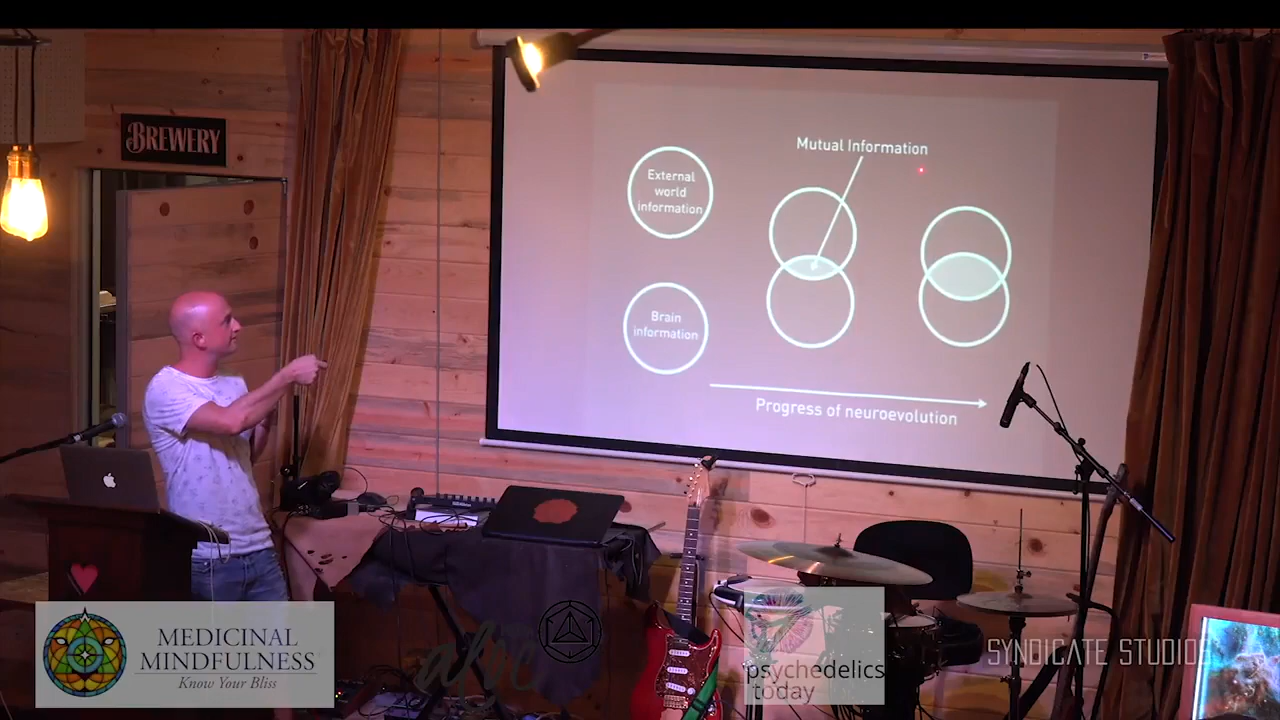 BREWERY
Mutual Information
External
world
information
Brain
information
Progress of neuroevolution
MEDICINAL
MINDFULNESS
Know Your Bliss
psychedelics
today
SYNDICATE STUDIOS